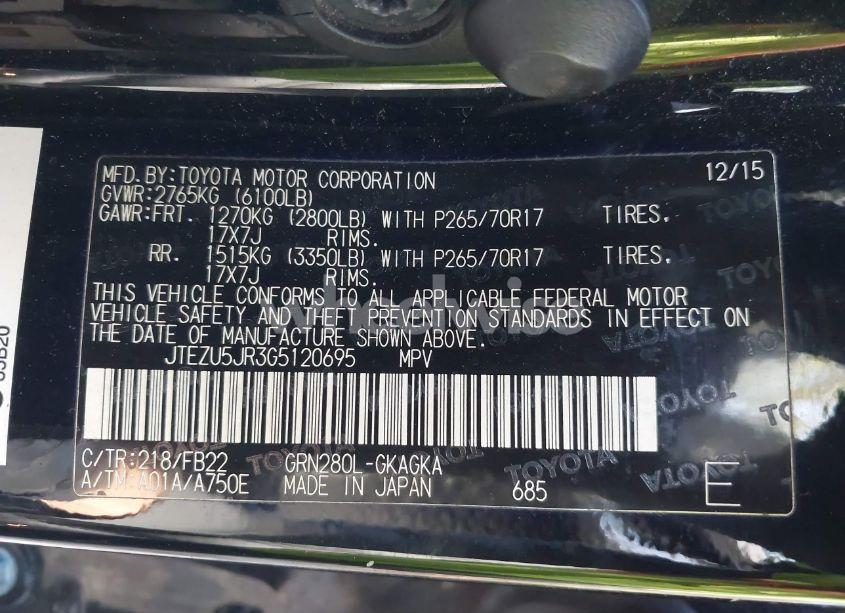 MFD. BY:TOYOTA MOTOR CORPORATION 12/15
GVWR:2765KG (6100LB)
GAWR:FRT. 1270KG (2800LB) WITH P265/70R17 TIRES.
17X7J RIMS.
RR. 1515KG (3350LB) WITH P265/70R17 TIRES.
17X7J RIMS.
THIS VEHICLE CONFORMS TO ALL APPLICABLE FEDERAL MOTOR
VEHICLE SAFETY AND THEFT PREVENTION STANDARDS IN EFFECT ON
THE DATE OF MANUFACTURE SHOWN ABOVE.
JTEZU5JR3G5120695 MPV
C/TR:218/FB22 GRN280L-GKAGKA
A/TM:A01A/A750E MADE IN JAPAN 685 E
TOYOTA